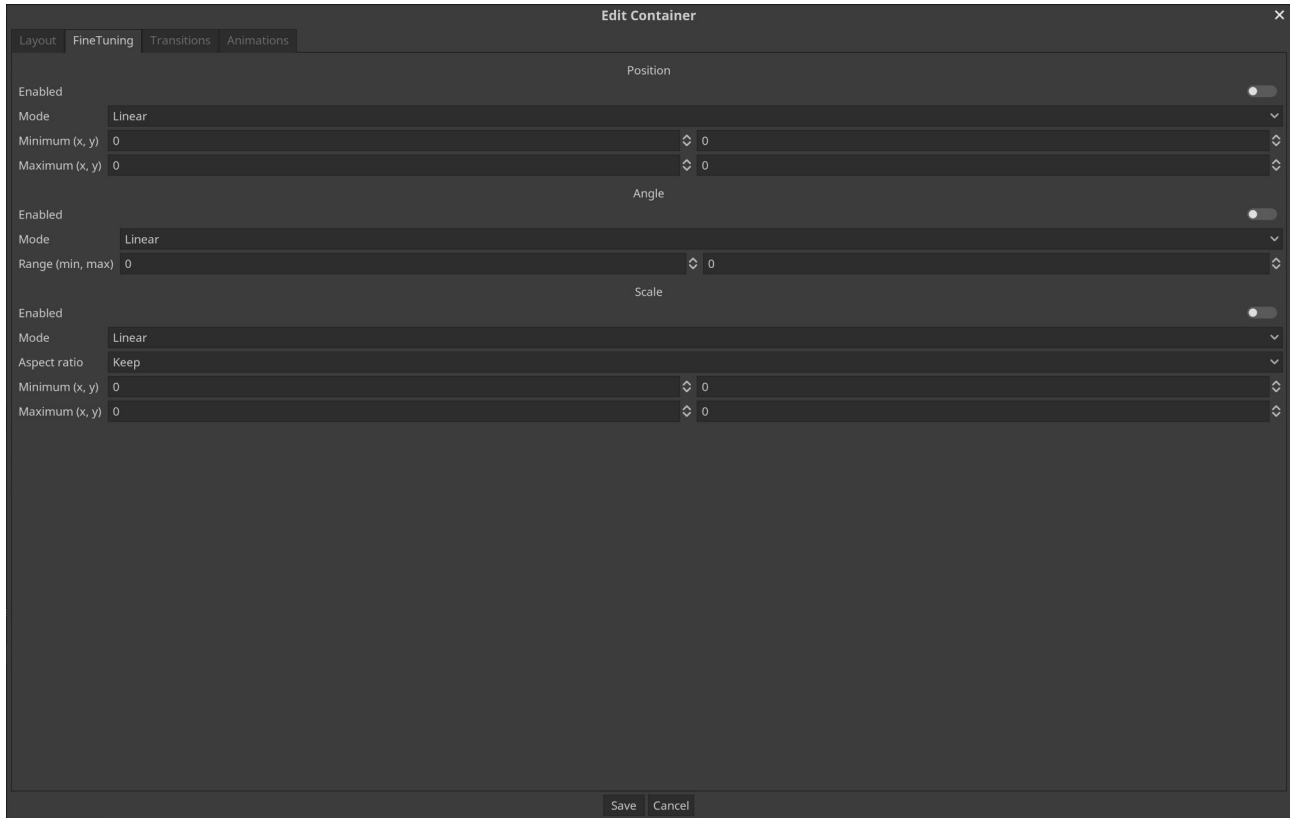 Edit Container
Layout FineTuning Transitions Animations
Position
Enabled
Mode Linear
Minimum (x, y) 0 0
Maximum (x, y) 0 0
Angle
Enabled
Mode Linear
Range (min, max) 0 0
Scale
Enabled
Mode Linear
Aspect ratio Keep
Minimum (x, y) 0 0
Maximum (x, y) 0 0
Save Cancel